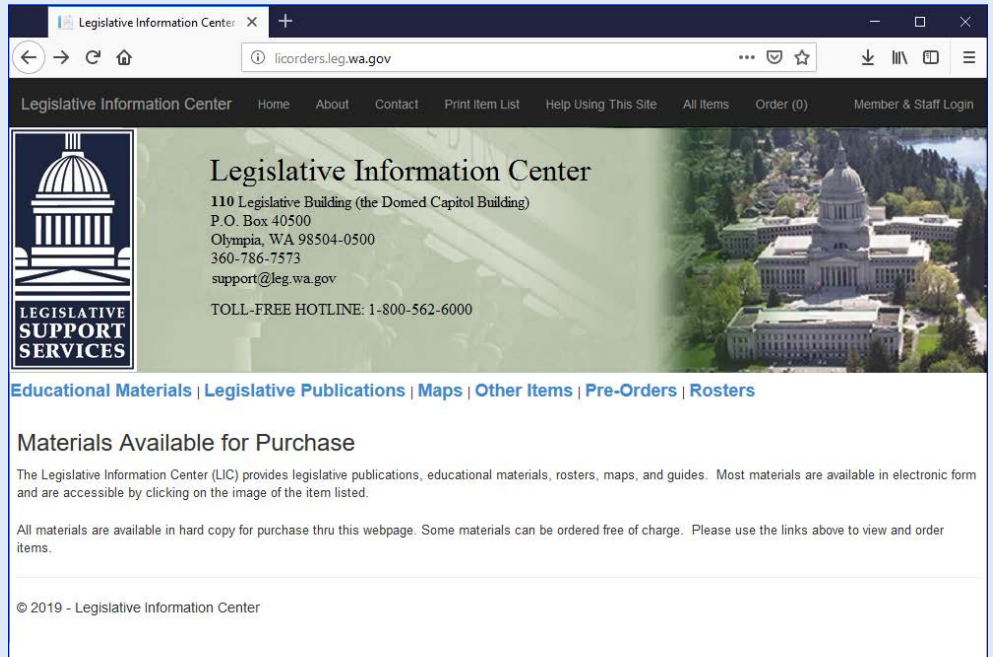 Legislative Information Center
licorders.leg.wa.gov
Legislative Information Center Home About Contact Print Item List Help Using This Site All Items Order (0) Member & Staff Login
LEGISLATIVE
SUPPORT
SERVICES
Legislative Information Center
110 Legislative Building (the Domed Capitol Building)
P.O. Box 40500
Olympia, WA 98504-0500
360-786-7573
support@leg.wa.gov
TOLL-FREE HOTLINE: 1-800-562-6000
Educational Materials | Legislative Publications | Maps | Other Items | Pre-Orders | Rosters
Materials Available for Purchase
The Legislative Information Center (LIC) provides legislative publications, educational materials, rosters, maps, and guides. Most materials are available in electronic form
and are accessible by clicking on the image of the item listed.
All materials are available in hard copy for purchase thru this webpage. Some materials can be ordered free of charge. Please use the links above to view and order
items.
© 2019 - Legislative Information Center